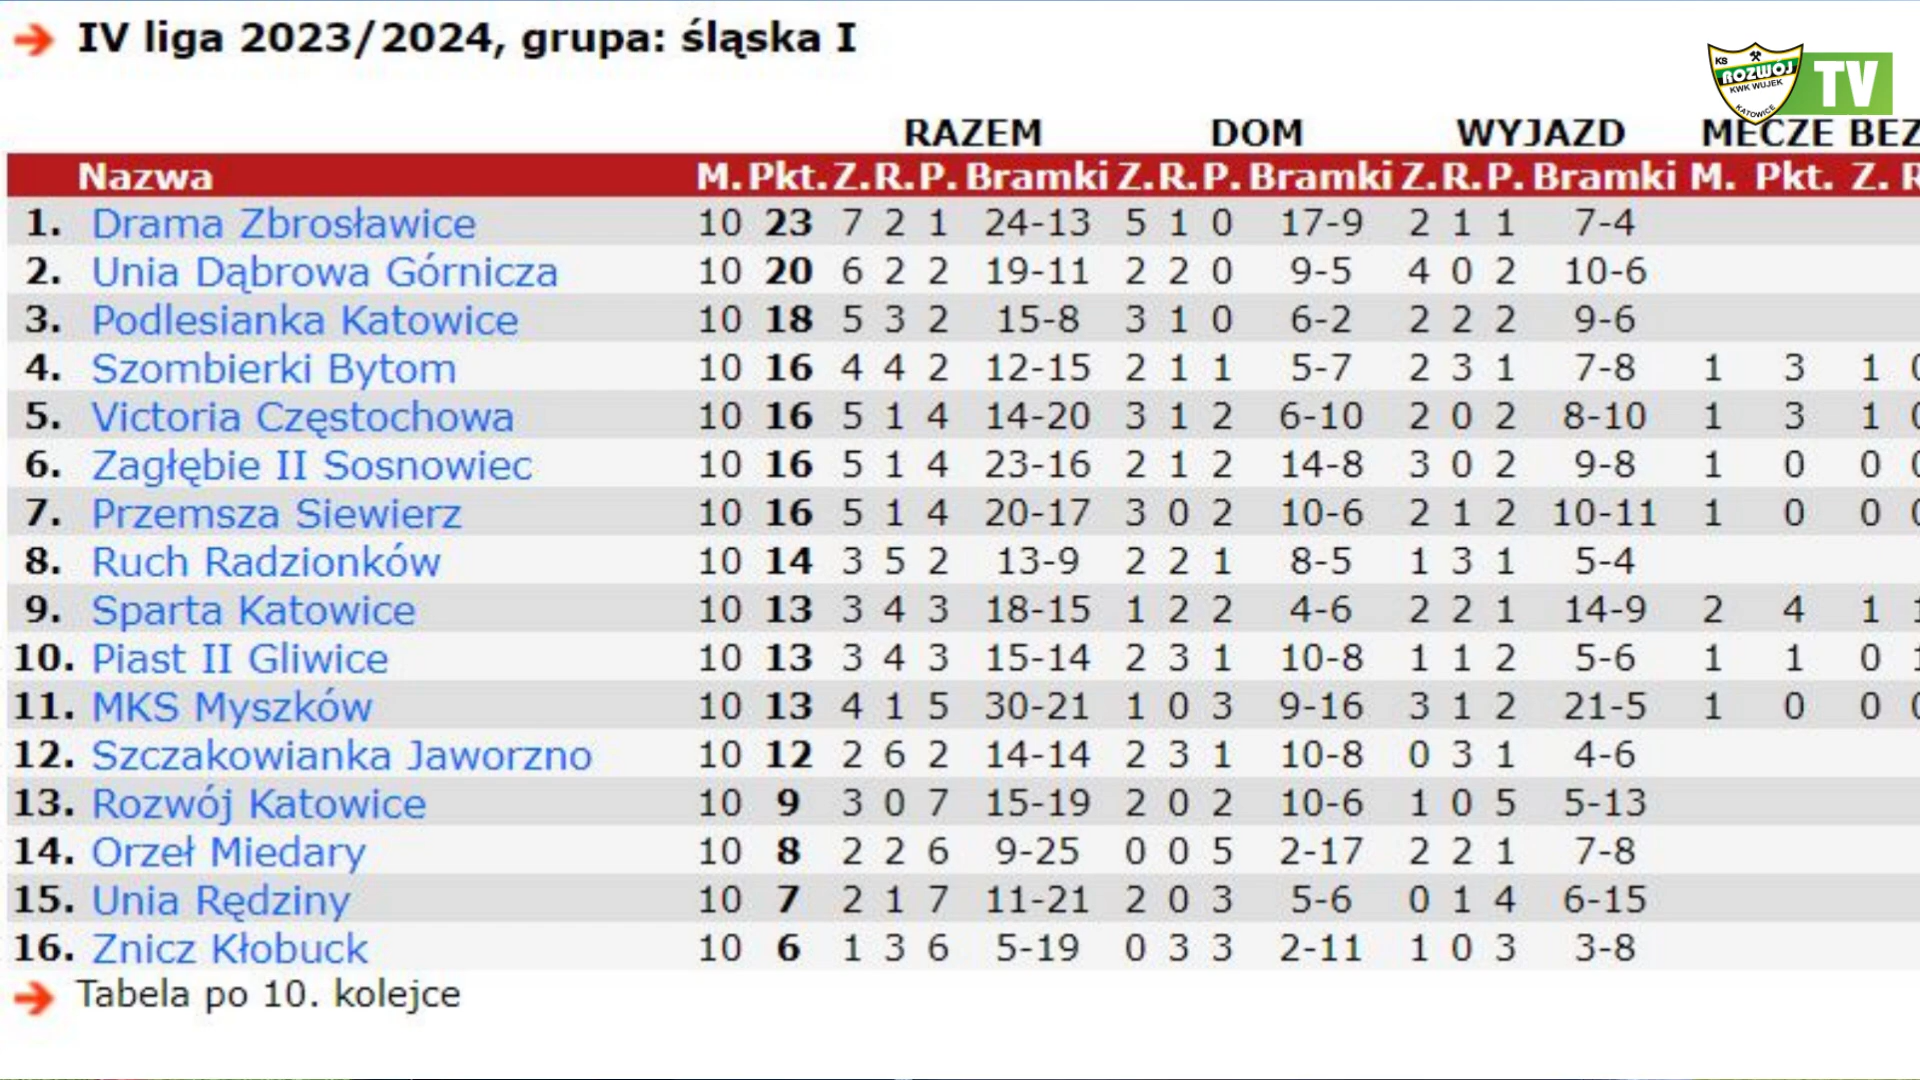 IV liga 2023/2024, grupa: śląska I
KS
ROZWÓJ
KWK WUJEK
KATOWICE
TV
RAZEM DOM WYJAZD MECZE BEZ
Nazwa M. Pkt. Z. R. P. Bramki Z. R. P. Bramki Z. R. P. Bramki M. Pkt. Z. R
1. Drama Zbrosławice 10 23 7 2 1 24-13 5 1 0 17-9 2 1 1 7-4
2. Unia Dąbrowa Górnicza 10 20 6 2 2 19-11 2 2 0 9-5 4 0 2 10-6
3. Podlesianka Katowice 10 18 5 3 2 15-8 3 1 0 6-2 2 2 2 9-6
4. Szombierki Bytom 10 16 4 4 2 12-15 2 1 1 5-7 2 3 1 7-8 1 3 1 0
5. Victoria Częstochowa 10 16 5 1 4 14-20 3 1 2 6-10 2 0 2 8-10 1 3 1 0
6. Zagłębie II Sosnowiec 10 16 5 1 4 23-16 2 1 2 14-8 3 0 2 9-8 1 0 0 0
7. Przemsza Siewierz 10 16 5 1 4 20-17 3 0 2 10-6 2 1 2 10-11 1 0 0 0
8. Ruch Radzionków 10 14 3 5 2 13-9 2 2 1 8-5 1 3 1 5-4
9. Sparta Katowice 10 13 3 4 3 18-15 1 2 2 4-6 2 2 1 14-9 2 4 1 1
10. Piast II Gliwice 10 13 3 4 3 15-14 2 3 1 10-8 1 1 2 5-6 1 1 0 1
11. MKS Myszków 10 13 4 1 5 30-21 1 0 3 9-16 3 1 2 21-5 1 0 0 0
12. Szczakowianka Jaworzno 10 12 2 6 2 14-14 2 3 1 10-8 0 3 1 4-6
13. Rozwój Katowice 10 9 3 0 7 15-19 2 0 2 10-6 1 0 5 5-13
14. Orzeł Miedary 10 8 2 2 6 9-25 0 0 5 2-17 2 2 1 7-8
15. Unia Rędziny 10 7 2 1 7 11-21 2 0 3 5-6 0 1 4 6-15
16. Znicz Kłobuck 10 6 1 3 6 5-19 0 3 3 2-11 1 0 3 3-8
Tabela po 10. kolejce